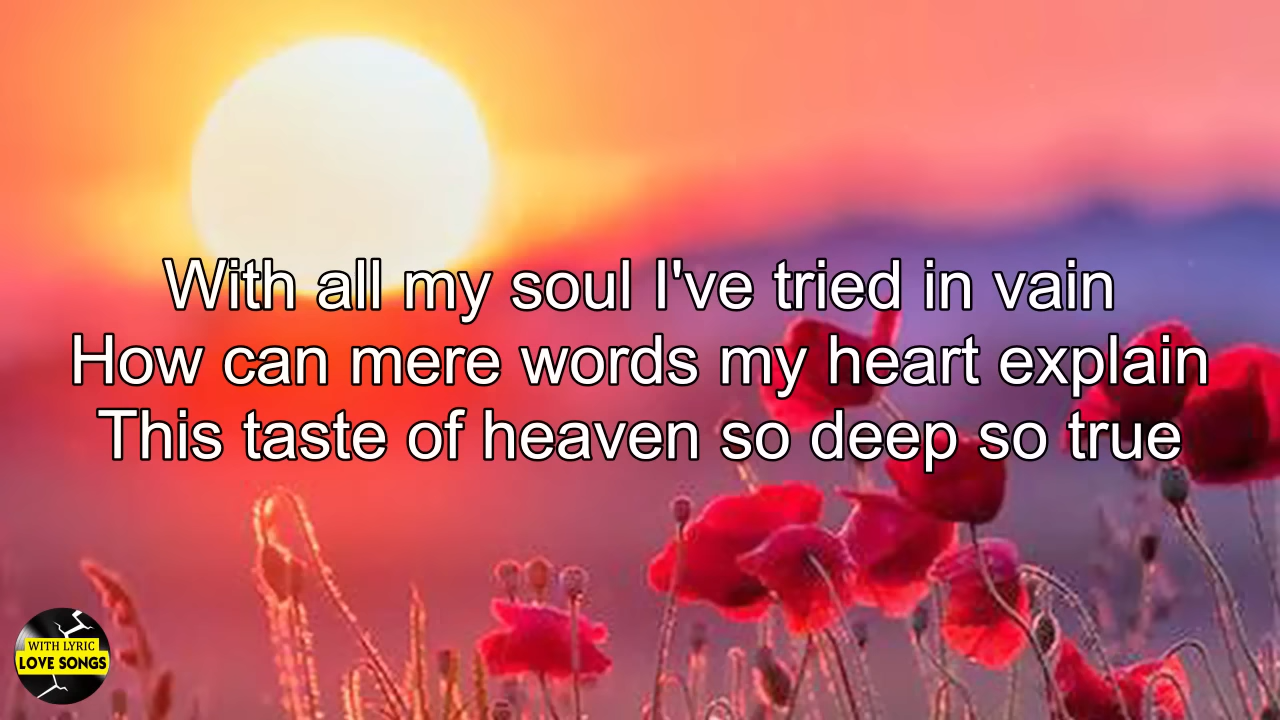 With all my soul I've tried in vain
How can mere words my heart explain
This taste of heaven so deep so true
WITH LYRIC
LOVE SONGS